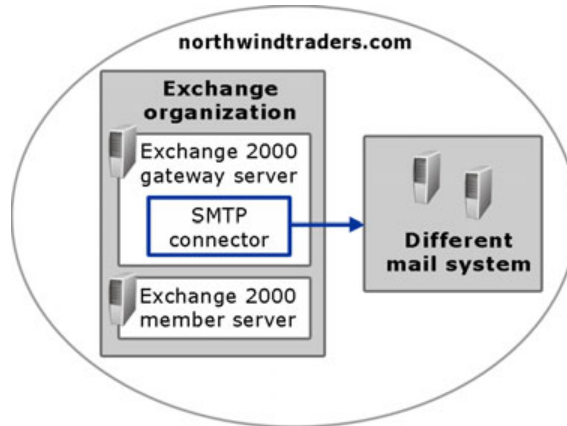 northwindtraders.com
Exchange
organization
Exchange 2000
gateway server
SMTP
connector
Exchange 2000
member server
Different
mail system